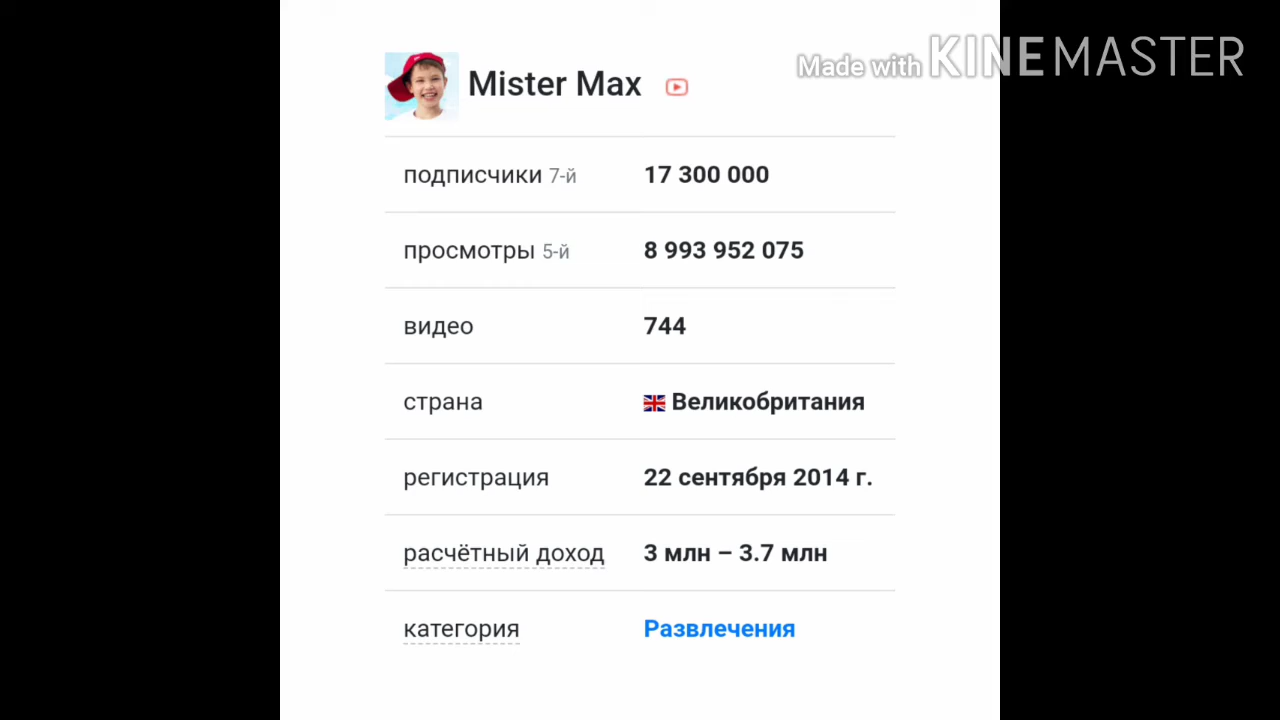 Made with KINEMASTER
Mister Max
подписчики 7-й 17 300 000
просмотры 5-й 8 993 952 075
видео 744
страна Великобритания
регистрация 22 сентября 2014 г.
расчётный доход 3 млн – 3.7 млн
категория Развлечения